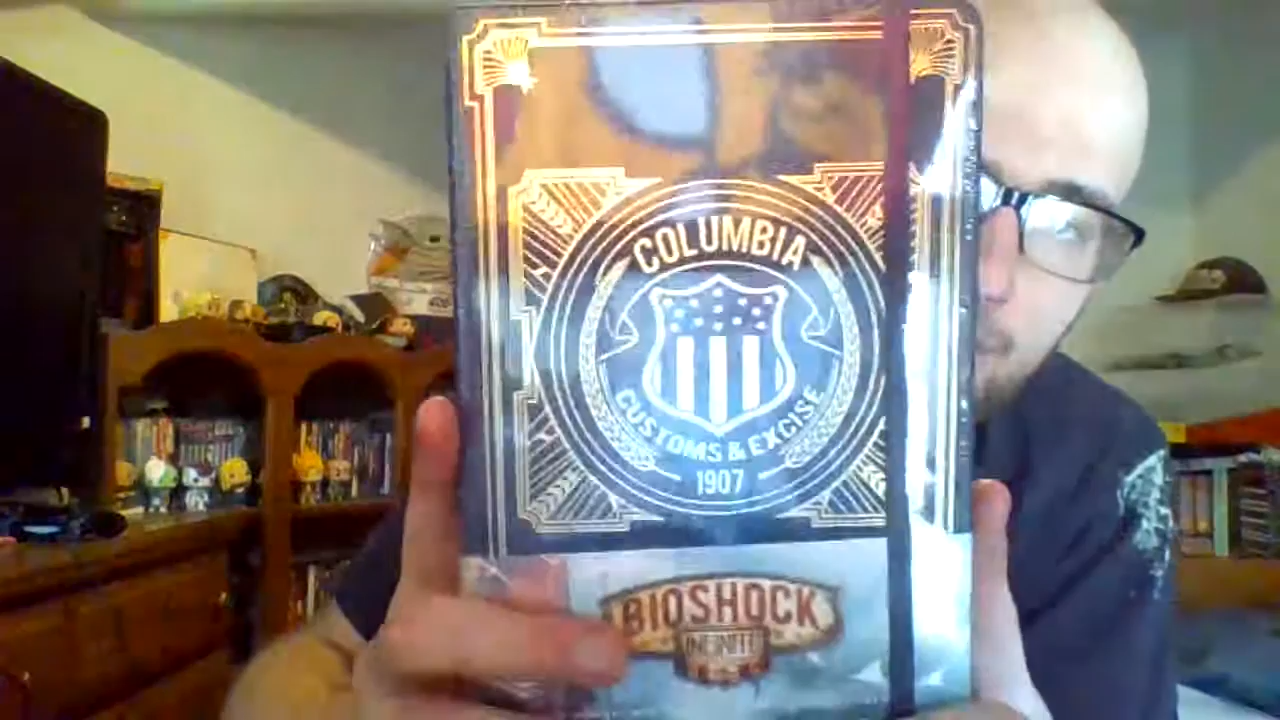 COLUMBIA
CUSTOMS & EXCISE
1907
BIOSHOCK
INFINITE